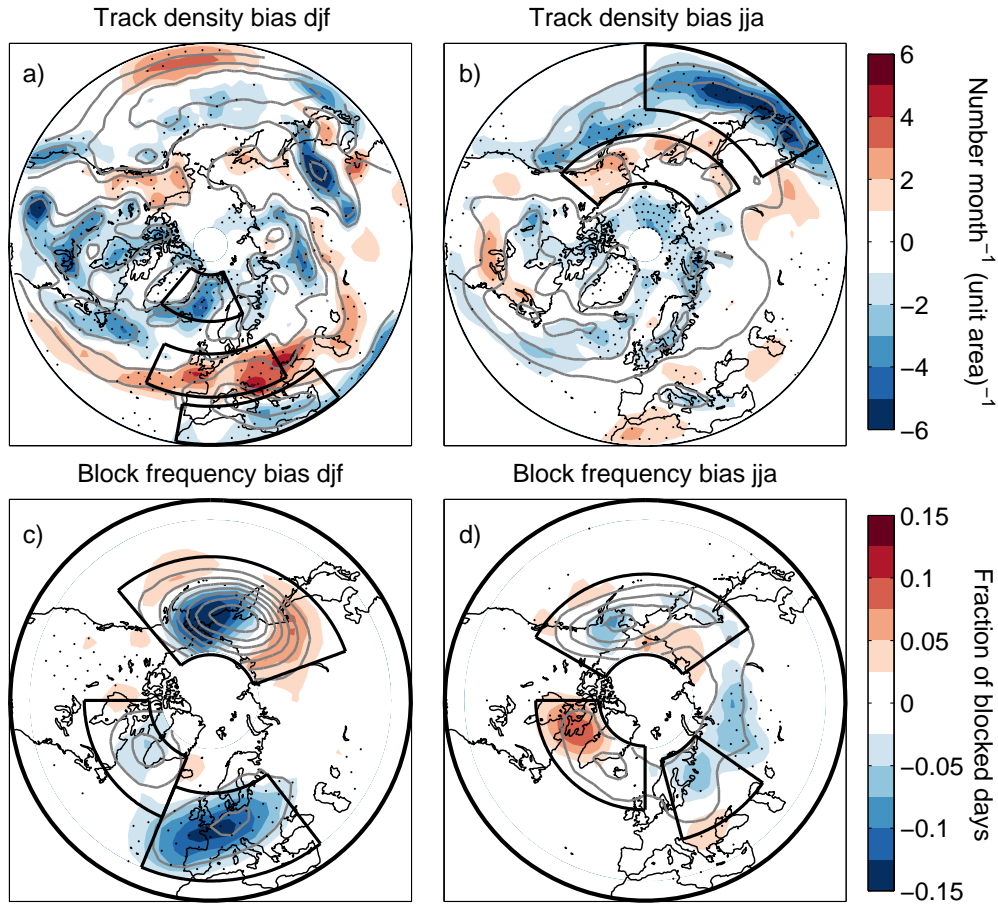 Track density bias djf
Track density bias jja
a)
b)
6
4
2
0
−2
−4
−6
Number month⁻¹ (unit area)⁻¹
Block frequency bias djf
Block frequency bias jja
c)
d)
0.15
0.1
0.05
0
−0.05
−0.1
−0.15
Fraction of blocked days